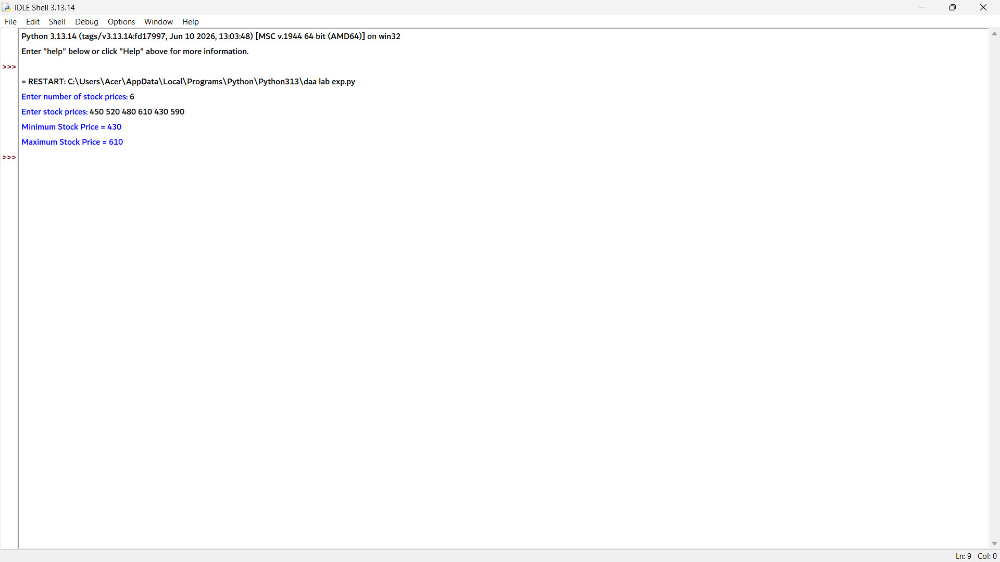 IDLE Shell 3.13.14
File Edit Shell Debug Options Window Help
Python 3.13.14 (tags/v3.13.14:fd17997, Jun 10 2026, 13:03:48) [MSC v.1944 64 bit (AMD64)] on win32
Enter "help" below or click "Help" above for more information.
>>>
= RESTART: C:\Users\Acer\AppData\Local\Programs\Python\Python313\daa lab exp.py
Enter number of stock prices: 6
Enter stock prices: 450 520 480 610 430 590
Minimum Stock Price = 430
Maximum Stock Price = 610
>>>
Ln: 9 Col: 0